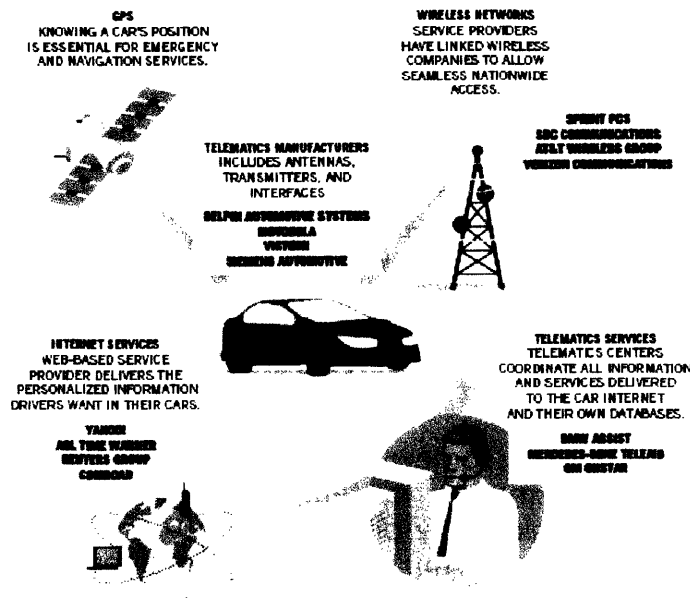 GPS
KNOWING A CAR'S POSITION
IS ESSENTIAL FOR EMERGENCY
AND NAVIGATION SERVICES.
WIRELESS NETWORKS
SERVICE PROVIDERS
HAVE LINKED WIRELESS
COMPANIES TO ALLOW
SEAMLESS NATIONWIDE
ACCESS.
SPRINT PCS
SBC COMMUNICATIONS
AT&T WIRELESS GROUP
VERIZON COMMUNICATIONS
TELEMATICS MANUFACTURERS
INCLUDES ANTENNAS,
TRANSMITTERS, AND
INTERFACES
DELPHI AUTOMOTIVE SYSTEMS
MOTOROLA
VISTEON
SIEMENS AUTOMOTIVE
INTERNET SERVICES
WEB-BASED SERVICE
PROVIDER DELIVERS THE
PERSONALIZED INFORMATION
DRIVERS WANT IN THEIR CARS.
YAHOO!
AOL TIME WARNER
REUTERS GROUP
COMROAD
TELEMATICS SERVICES
TELEMATICS CENTERS
COORDINATE ALL INFORMATION
AND SERVICES DELIVERED
TO THE CAR INTERNET
AND THEIR OWN DATABASES.
BMW ASSIST
MERCEDES-BENZ TELEAID
GM ONSTAR